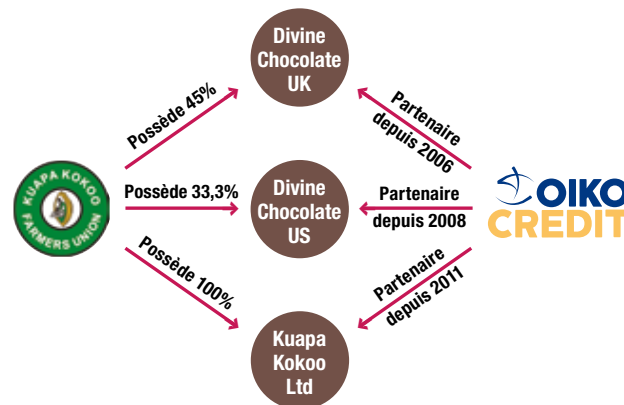 Divine
Chocolate
UK
Possède 45%
Partenaire
depuis 2006
KUAPA KOKOO
FARMERS UNION
Possède 33,3%
Divine
Chocolate
US
Partenaire
depuis 2008
OIKO
CREDIT
Possède 100%
Partenaire
depuis 2011
Kuapa
Kokoo
Ltd